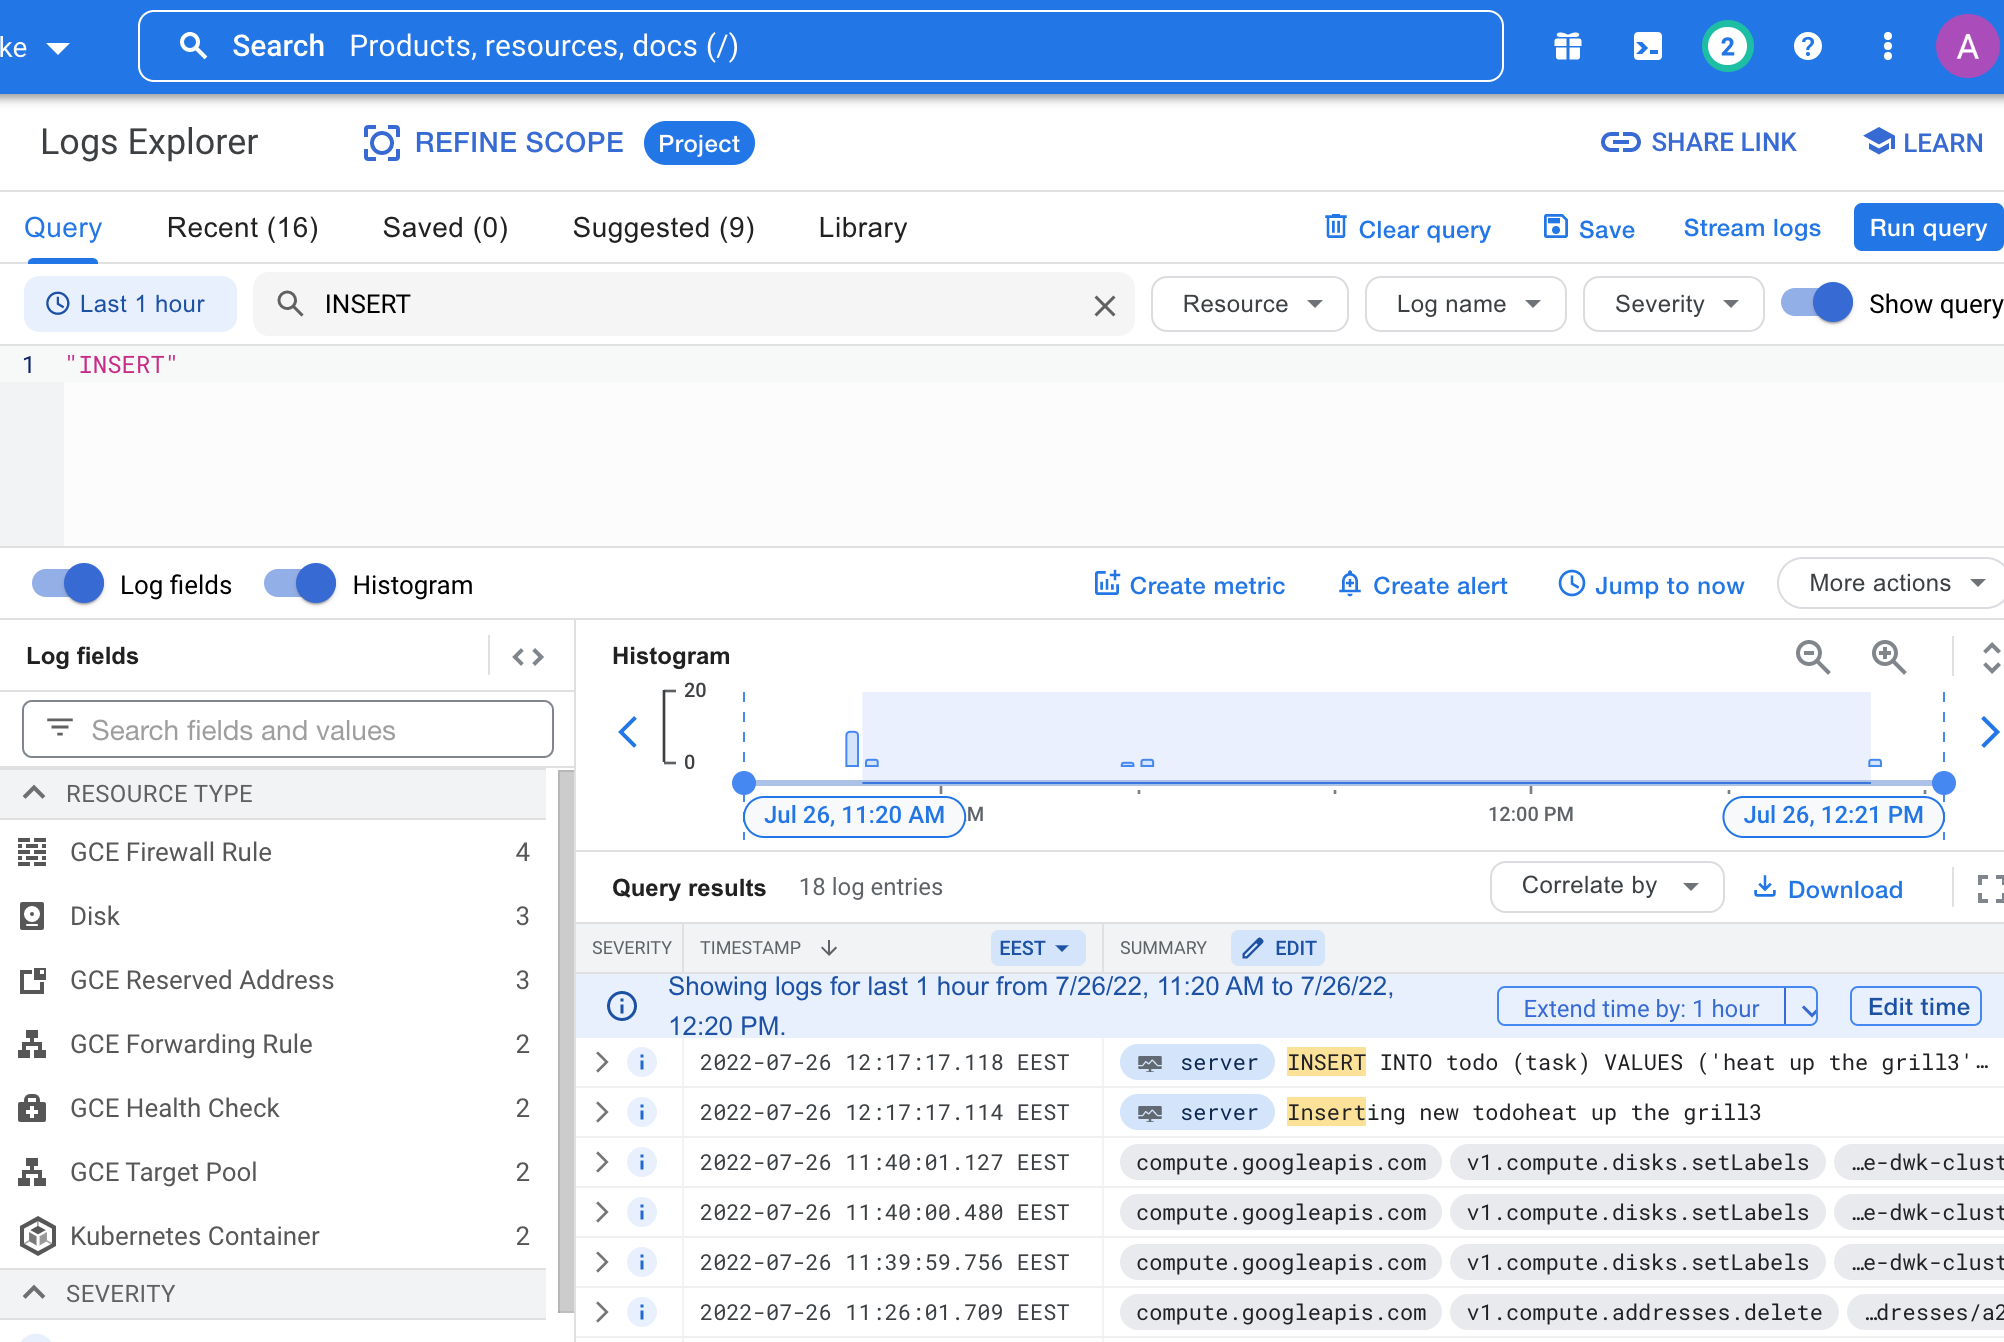 ke
Search Products, resources, docs (/)
2
?
A
Logs Explorer
REFINE SCOPE
Project
SHARE LINK
LEARN
Query
Recent (16)
Saved (0)
Suggested (9)
Library
Clear query
Save
Stream logs
Run query
Last 1 hour
INSERT
Resource
Log name
Severity
Show query
1 "INSERT"
Log fields
Histogram
Create metric
Create alert
Jump to now
More actions
Log fields
Search fields and values
RESOURCE TYPE
GCE Firewall Rule 4
Disk 3
GCE Reserved Address 3
GCE Forwarding Rule 2
GCE Health Check 2
GCE Target Pool 2
Kubernetes Container 2
SEVERITY
Histogram
20
0
Jul 26, 11:20 AM
M
12:00 PM
Jul 26, 12:21 PM
Query results 18 log entries
Correlate by
Download
SEVERITY TIMESTAMP EEST SUMMARY EDIT
Showing logs for last 1 hour from 7/26/22, 11:20 AM to 7/26/22,
12:20 PM.
Extend time by: 1 hour
Edit time
i 2022-07-26 12:17:17.118 EEST server INSERT INTO todo (task) VALUES ('heat up the grill3'…
i 2022-07-26 12:17:17.114 EEST server Inserting new todoheat up the grill3
i 2022-07-26 11:40:01.127 EEST compute.googleapis.com v1.compute.disks.setLabels …e-dwk-clust
i 2022-07-26 11:40:00.480 EEST compute.googleapis.com v1.compute.disks.setLabels …e-dwk-clust
i 2022-07-26 11:39:59.756 EEST compute.googleapis.com v1.compute.disks.setLabels …e-dwk-clust
i 2022-07-26 11:26:01.709 EEST compute.googleapis.com v1.compute.addresses.delete …dresses/a2